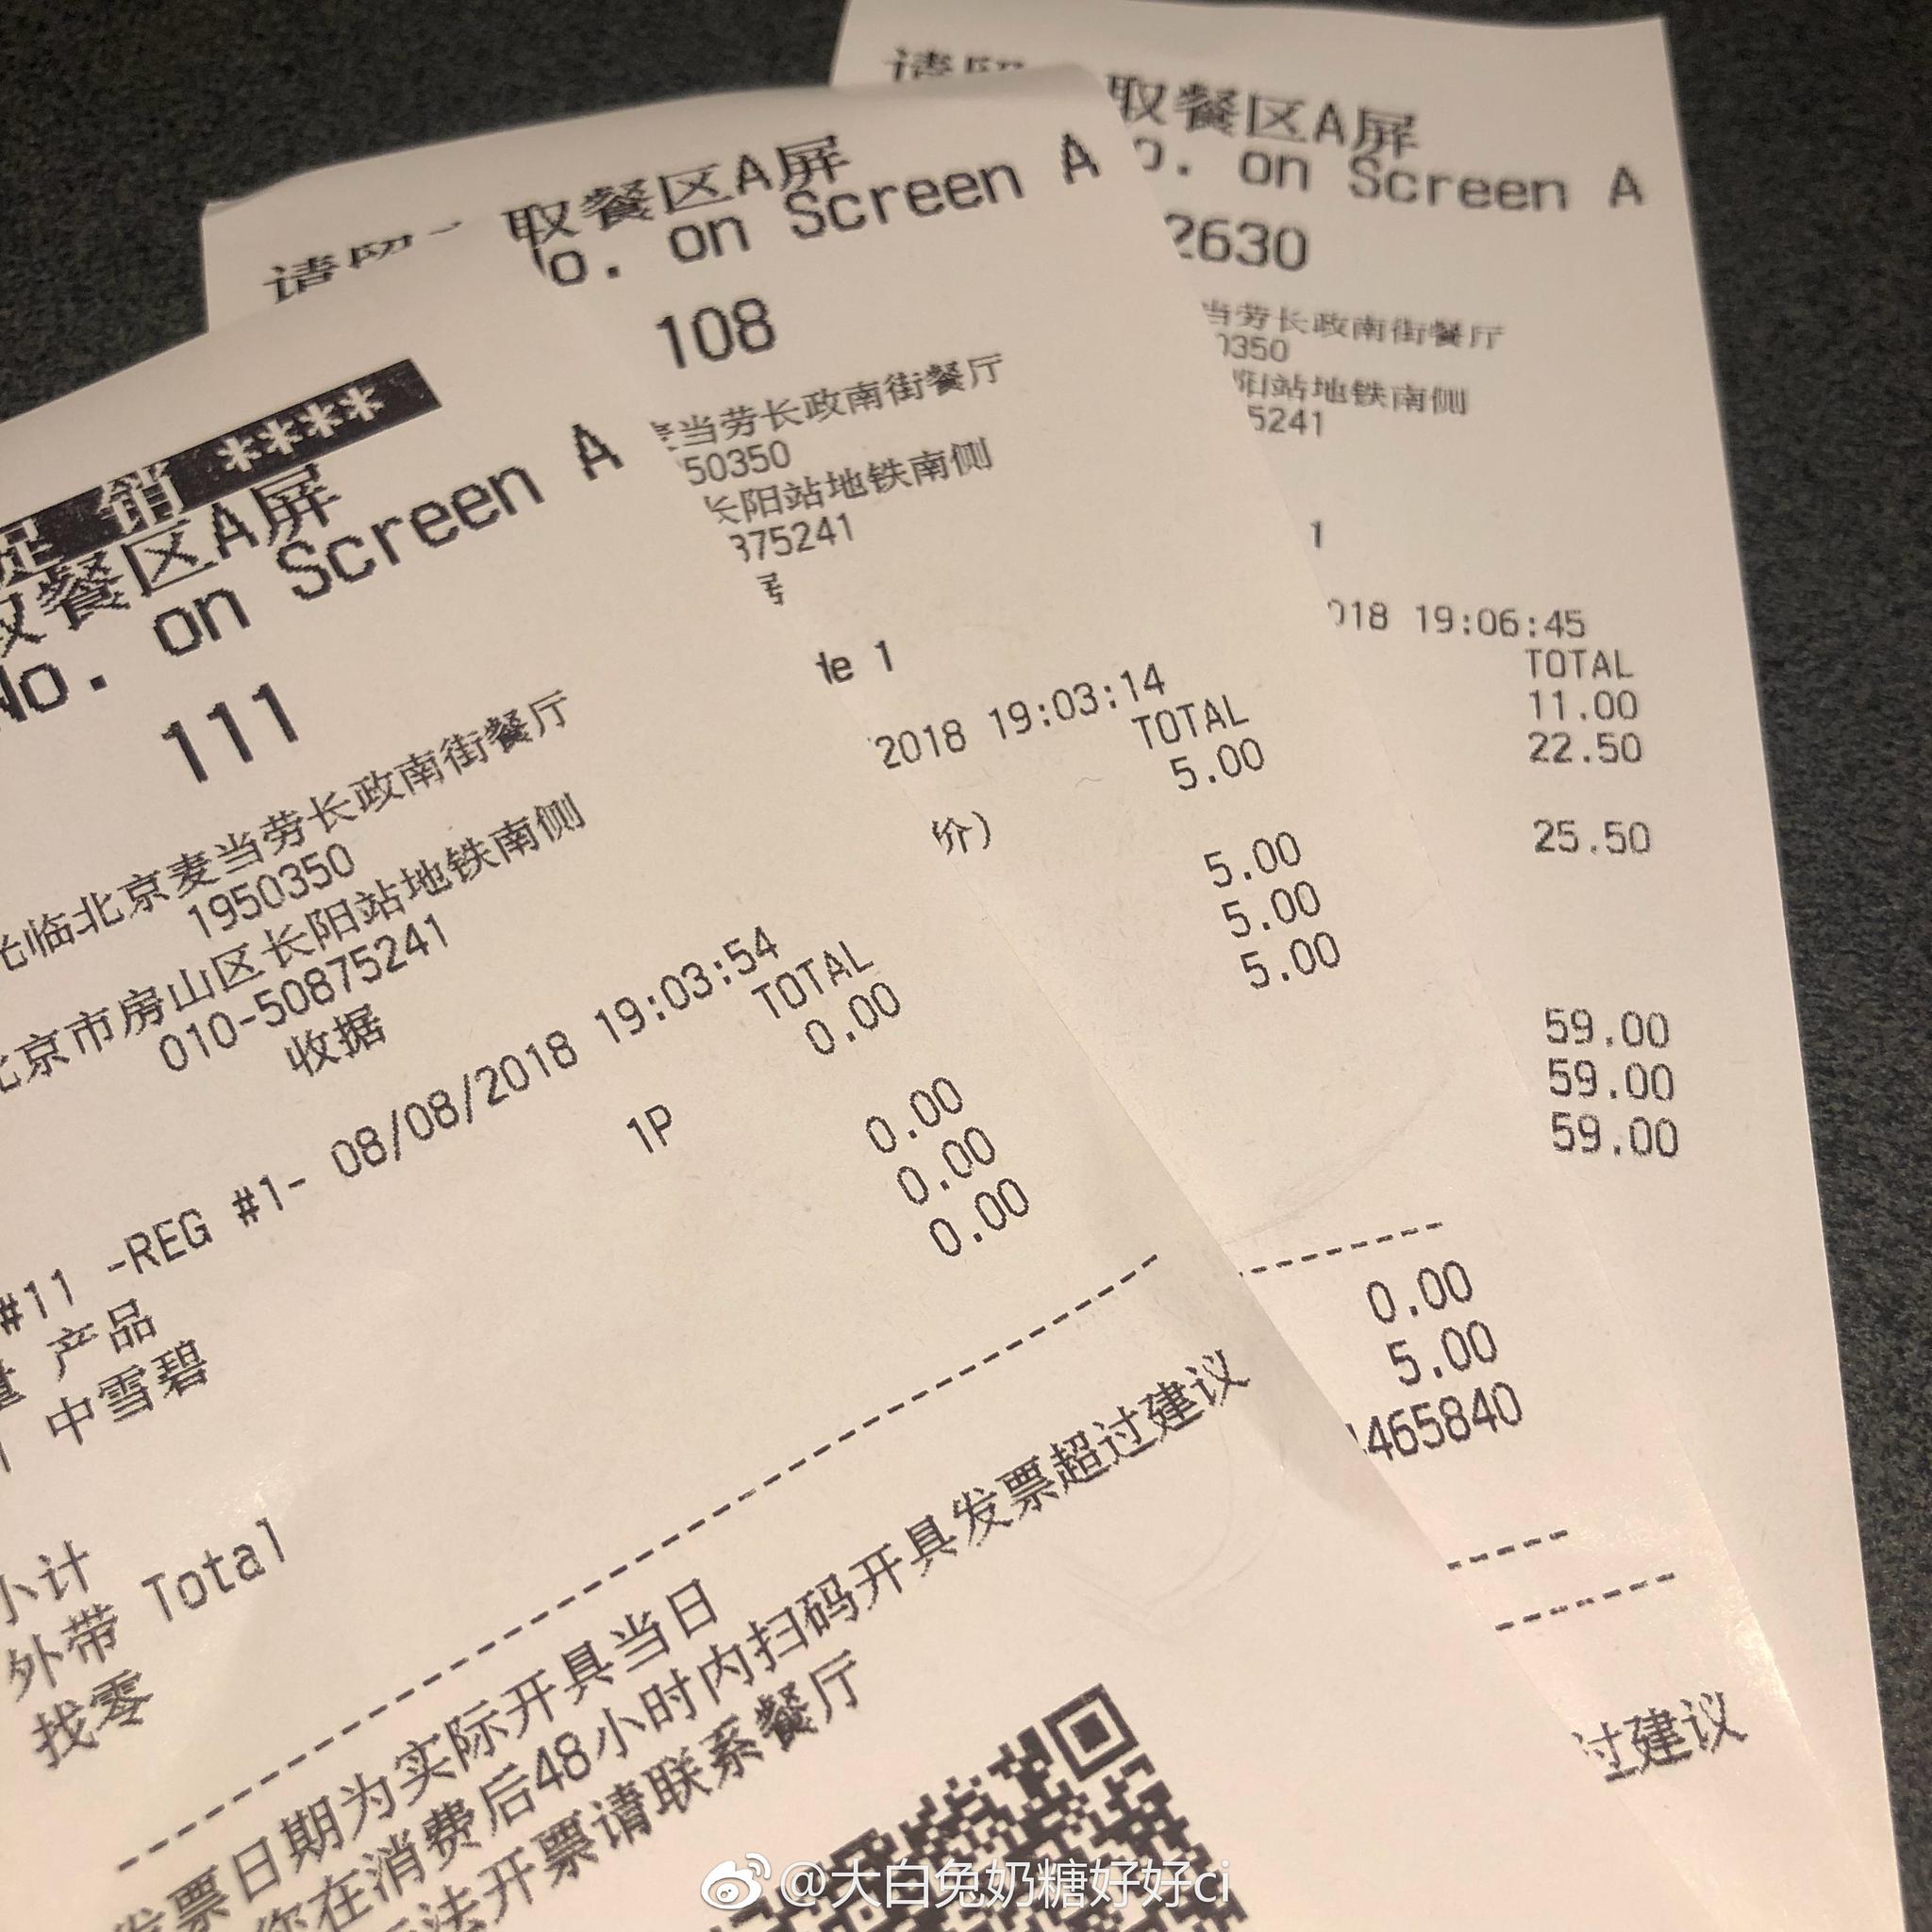 促 销 ****
取餐区A屏
No. on Screen A
111
光临北京麦当劳长政南街餐厅
1950350
北京市房山区长阳站地铁南侧
010-50875241
收据
#11 -REG #1- 08/08/2018 19:03:54
产品 TOTAL
中雪碧 0.00
1P
小计 0.00
外带 Total 0.00
找零 0.00
发票日期为实际开具当日
您在消费后48小时内扫码开具发票超过建议
法开票请联系餐厅
取餐区A屏
No. on Screen A
108
麦当劳长政南街餐厅
50350
长阳站地铁南侧
875241
1
2018 19:03:14
TOTAL
5.00
价)
5.00
5.00
5.00
0.00
5.00
465840
取餐区A屏
o. on Screen A
2630
当劳长政南街餐厅
0350
阳站地铁南侧
5241
1
018 19:06:45
TOTAL
11.00
22.50
25.50
59.00
59.00
59.00
过建议
@大白兔奶糖好好ci